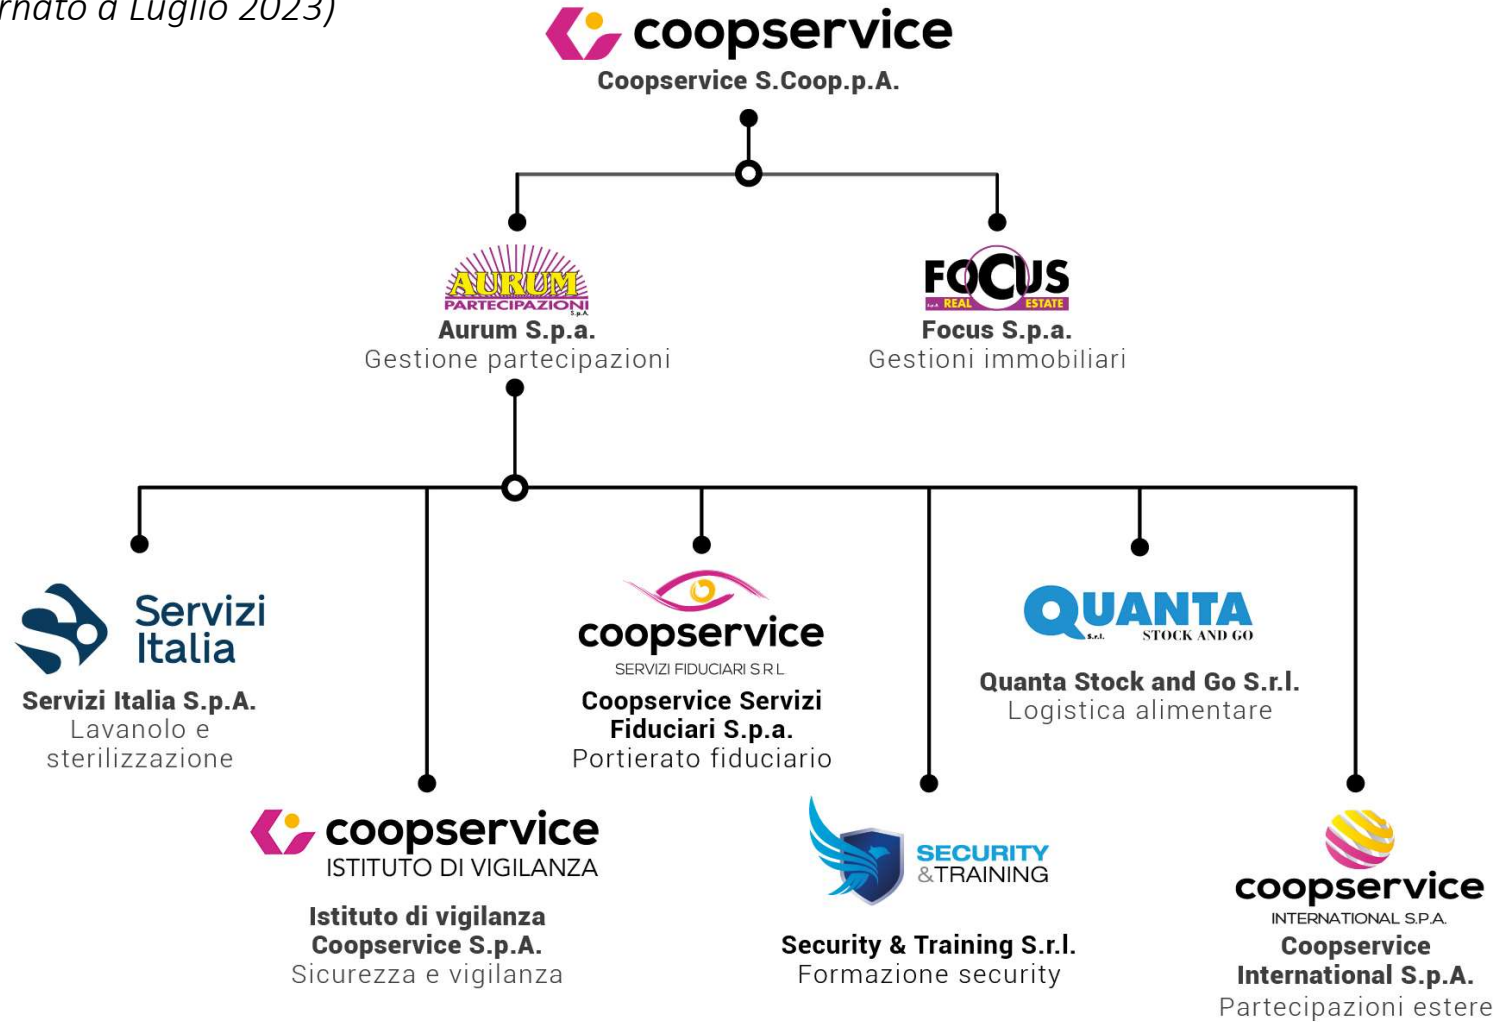 rnato a Luglio 2023)
coopservice
Coopservice S.Coop.p.A.
AURUM
PARTECIPAZIONI
S.p.A.
Aurum S.p.a.
Gestione partecipazioni
FOCUS
S.p.A. REAL ESTATE
Focus S.p.a.
Gestioni immobiliari
Servizi
Italia
Servizi Italia S.p.A.
Lavanolo e
sterilizzazione
coopservice
SERVIZI FIDUCIARI S R L
Coopservice Servizi
Fiduciari S.p.a.
Portierato fiduciario
QUANTA
S.r.l. STOCK AND GO
Quanta Stock and Go S.r.l.
Logistica alimentare
coopservice
ISTITUTO DI VIGILANZA
Istituto di vigilanza
Coopservice S.p.A.
Sicurezza e vigilanza
SECURITY
&TRAINING
Security & Training S.r.l.
Formazione security
coopservice
INTERNATIONAL S.P.A.
Coopservice
International S.p.A.
Partecipazioni estere